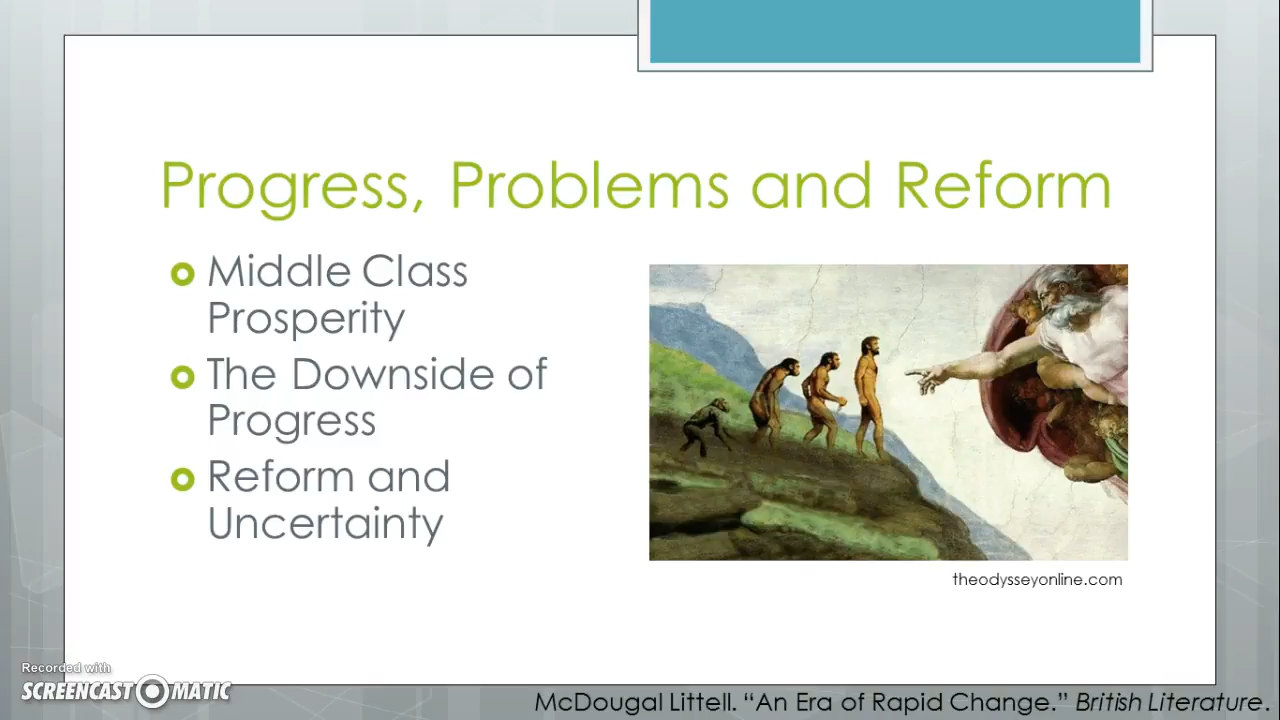 Progress, Problems and Reform
Middle Class
Prosperity
The Downside of
Progress
Reform and
Uncertainty
theodysseyonline.com
Recorded with
SCREENCAST MATIC
McDougal Littell. “An Era of Rapid Change.” British Literature.